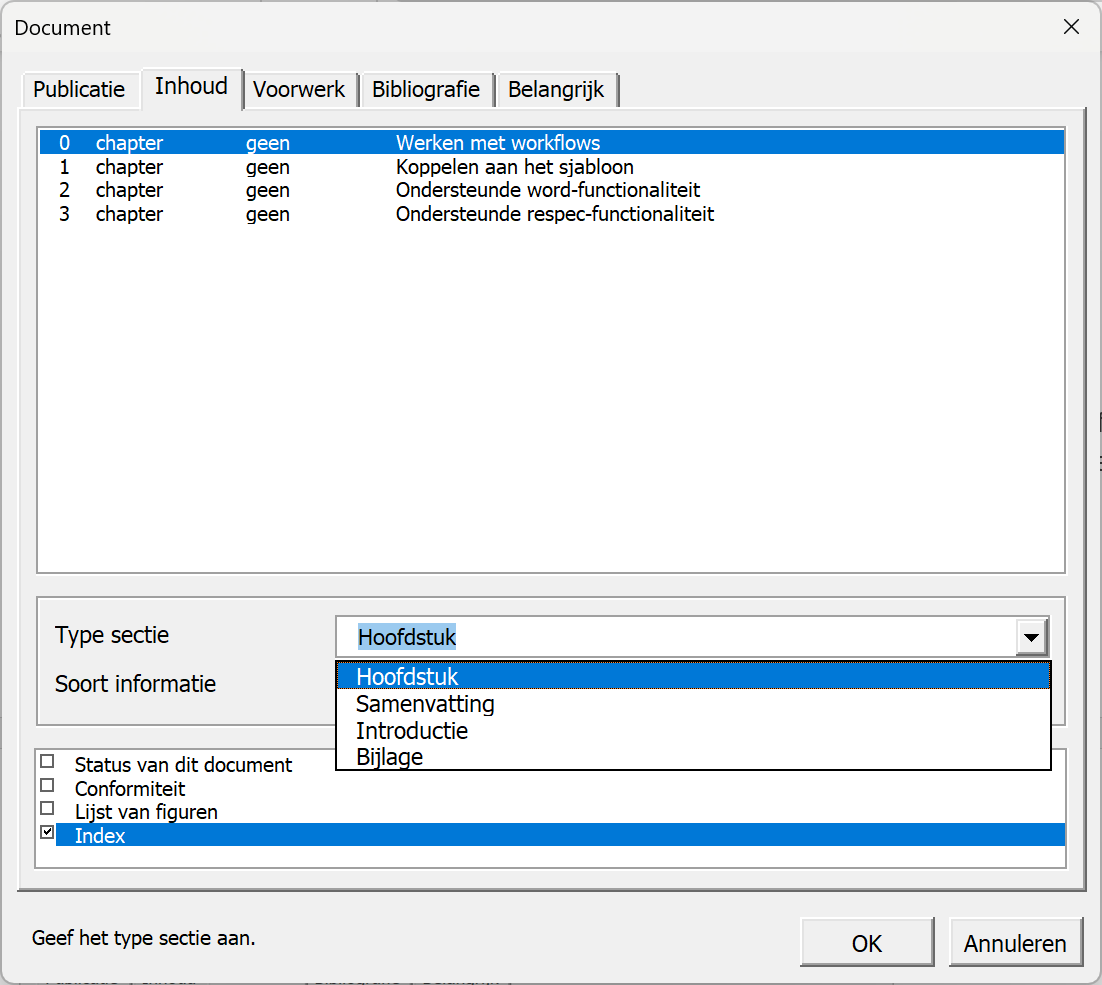 Document
Publicatie Inhoud Voorwerk Bibliografie Belangrijk
0 chapter geen Werken met workflows
1 chapter geen Koppelen aan het sjabloon
2 chapter geen Ondersteunde word-functionaliteit
3 chapter geen Ondersteunde respec-functionaliteit
Type sectie Hoofdstuk
Hoofdstuk
Soort informatie
Samenvatting
Introductie
Bijlage
Status van dit document
Conformiteit
Lijst van figuren
Index
Geef het type sectie aan.
OK Annuleren